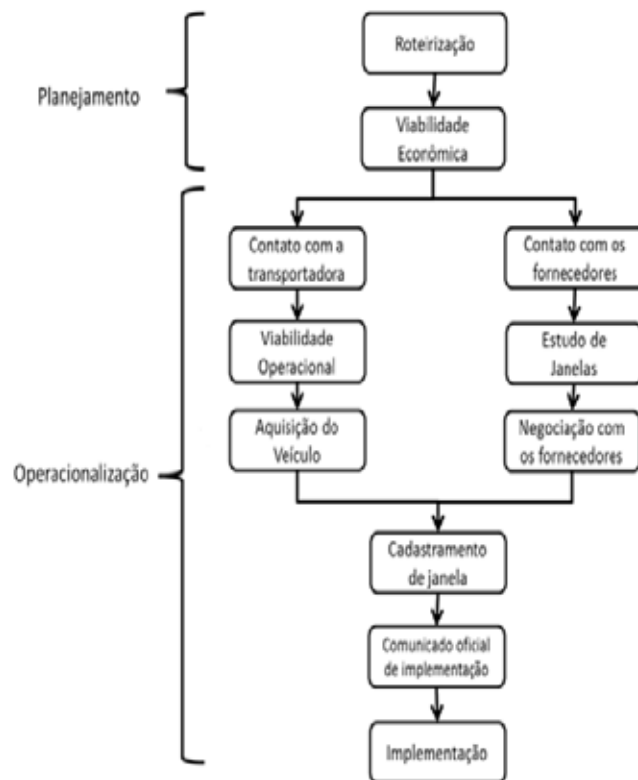 Roteirização
Planejamento
Viabilidade
Econômica
Contato com a
transportadora
Contato com os
fornecedores
Viabilidade
Operacional
Estudo de
Janelas
Aquisição do
Veículo
Negociação com
os fornecedores
Operacionalização
Cadastramento
de janela
Comunicado oficial
de implementação
Implementação